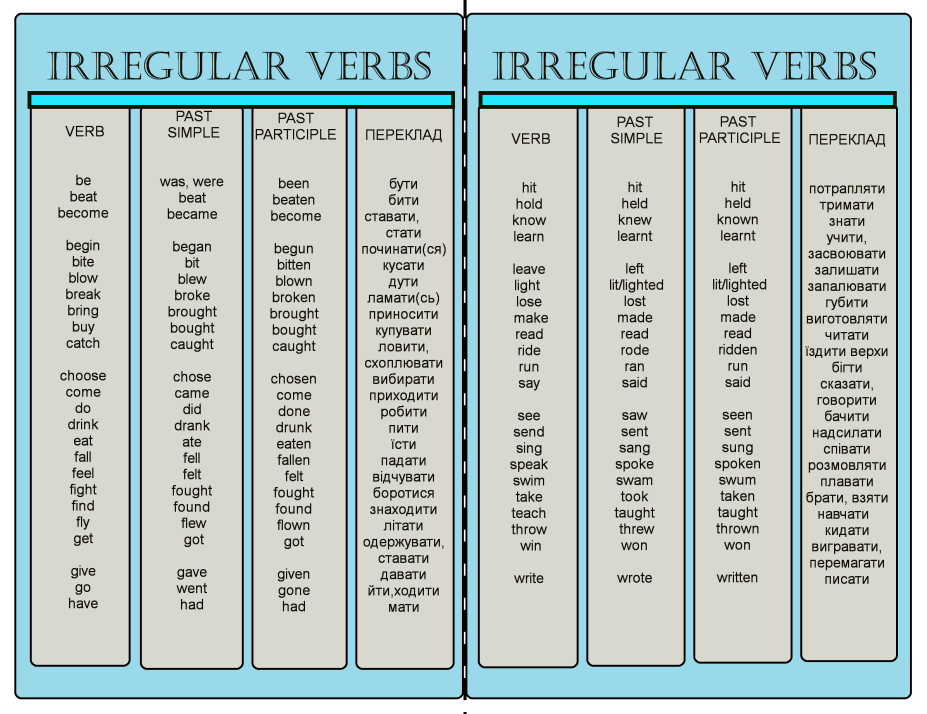 IRREGULAR VERBS
VERB PAST SIMPLE PAST PARTICIPLE ПЕРЕКЛАД
be was, were been бути
beat beat beaten бити
become became become ставати,
стати
begin began begun починати(ся)
bite bit bitten кусати
blow blew blown дути
break broke broken ламати(сь)
bring brought brought приносити
buy bought bought купувати
catch caught caught ловити,
схоплювати
choose chose chosen вибирати
come came come приходити
do did done робити
drink drank drunk пити
eat ate eaten їсти
fall fell fallen падати
feel felt felt відчувати
fight fought fought боротися
find found found знаходити
fly flew flown літати
get got got одержувати,
ставати
give gave given давати
go went gone йти,ходити
have had had мати
IRREGULAR VERBS
VERB PAST SIMPLE PAST PARTICIPLE ПЕРЕКЛАД
hit hit hit потрапляти
hold held held тримати
know knew known знати
learn learnt learnt учити,
засвоювати
leave left left залишати
light lit/lighted lit/lighted запалювати
lose lost lost губити
make made made виготовляти
read read read читати
ride rode ridden їздити верхи
run ran run бігти
say said said сказати,
говорити
see saw seen бачити
send sent sent надсилати
sing sang sung співати
speak spoke spoken розмовляти
swim swam swum плавати
take took taken брати, взяти
teach taught taught навчати
throw threw thrown кидати
win won won вигравати,
перемагати
write wrote written писати